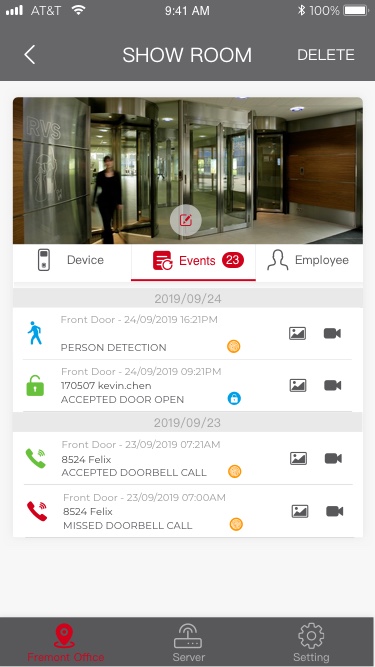 AT&T 9:41 AM 100%
SHOW ROOM DELETE
RVS
Device Events 23 Employee
2019/09/24
Front Door - 24/09/2019 16:21PM
PERSON DETECTION
Front Door - 24/09/2019 09:21PM
170507 kevin.chen
ACCEPTED DOOR OPEN
2019/09/23
Front Door - 23/09/2019 07:21AM
8524 Felix
ACCEPTED DOORBELL CALL
Front Door - 23/09/2019 07:00AM
8524 Felix
MISSED DOORBELL CALL
Fremont Office Server Setting